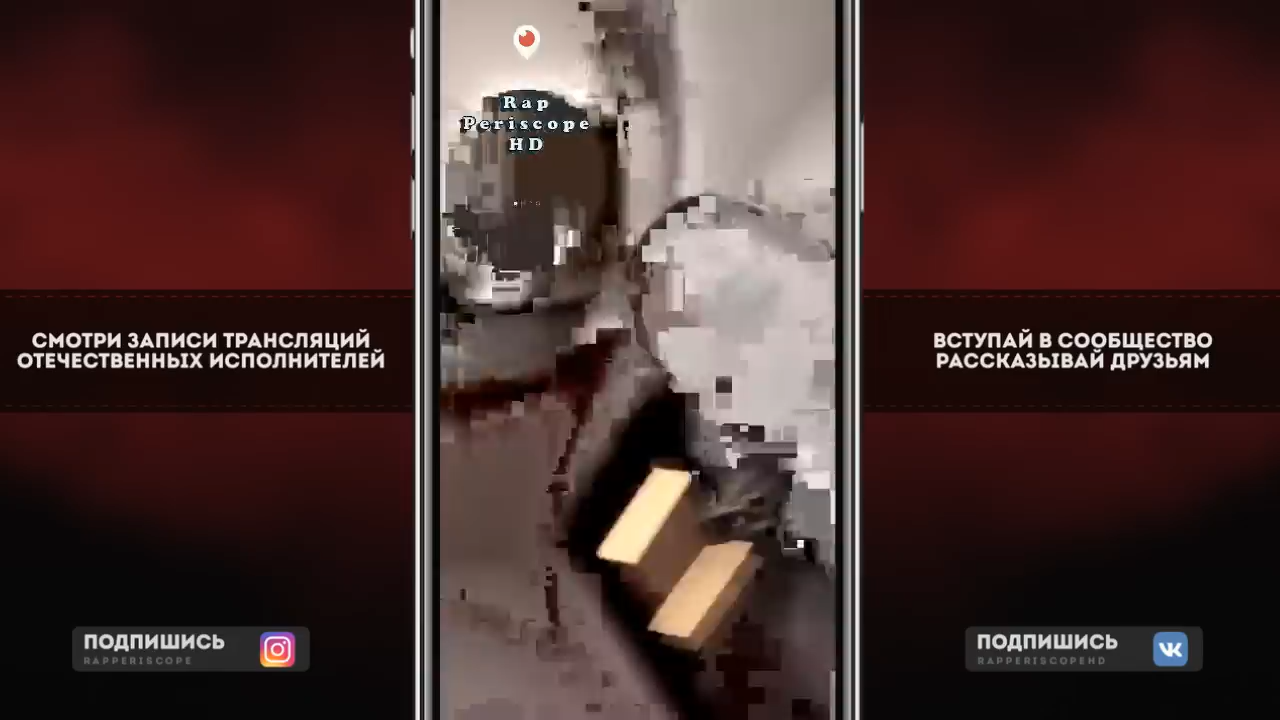 Rap
Periscope
HD
СМОТРИ ЗАПИСИ ТРАНСЛЯЦИЙ
ОТЕЧЕСТВЕННЫХ ИСПОЛНИТЕЛЕЙ
ВСТУПАЙ В СООБЩЕСТВО
РАССКАЗЫВАЙ ДРУЗЬЯМ
ПОДПИШИСЬ
RAPPERISCOPE
ПОДПИШИСЬ
RAPPERISCOPEHD